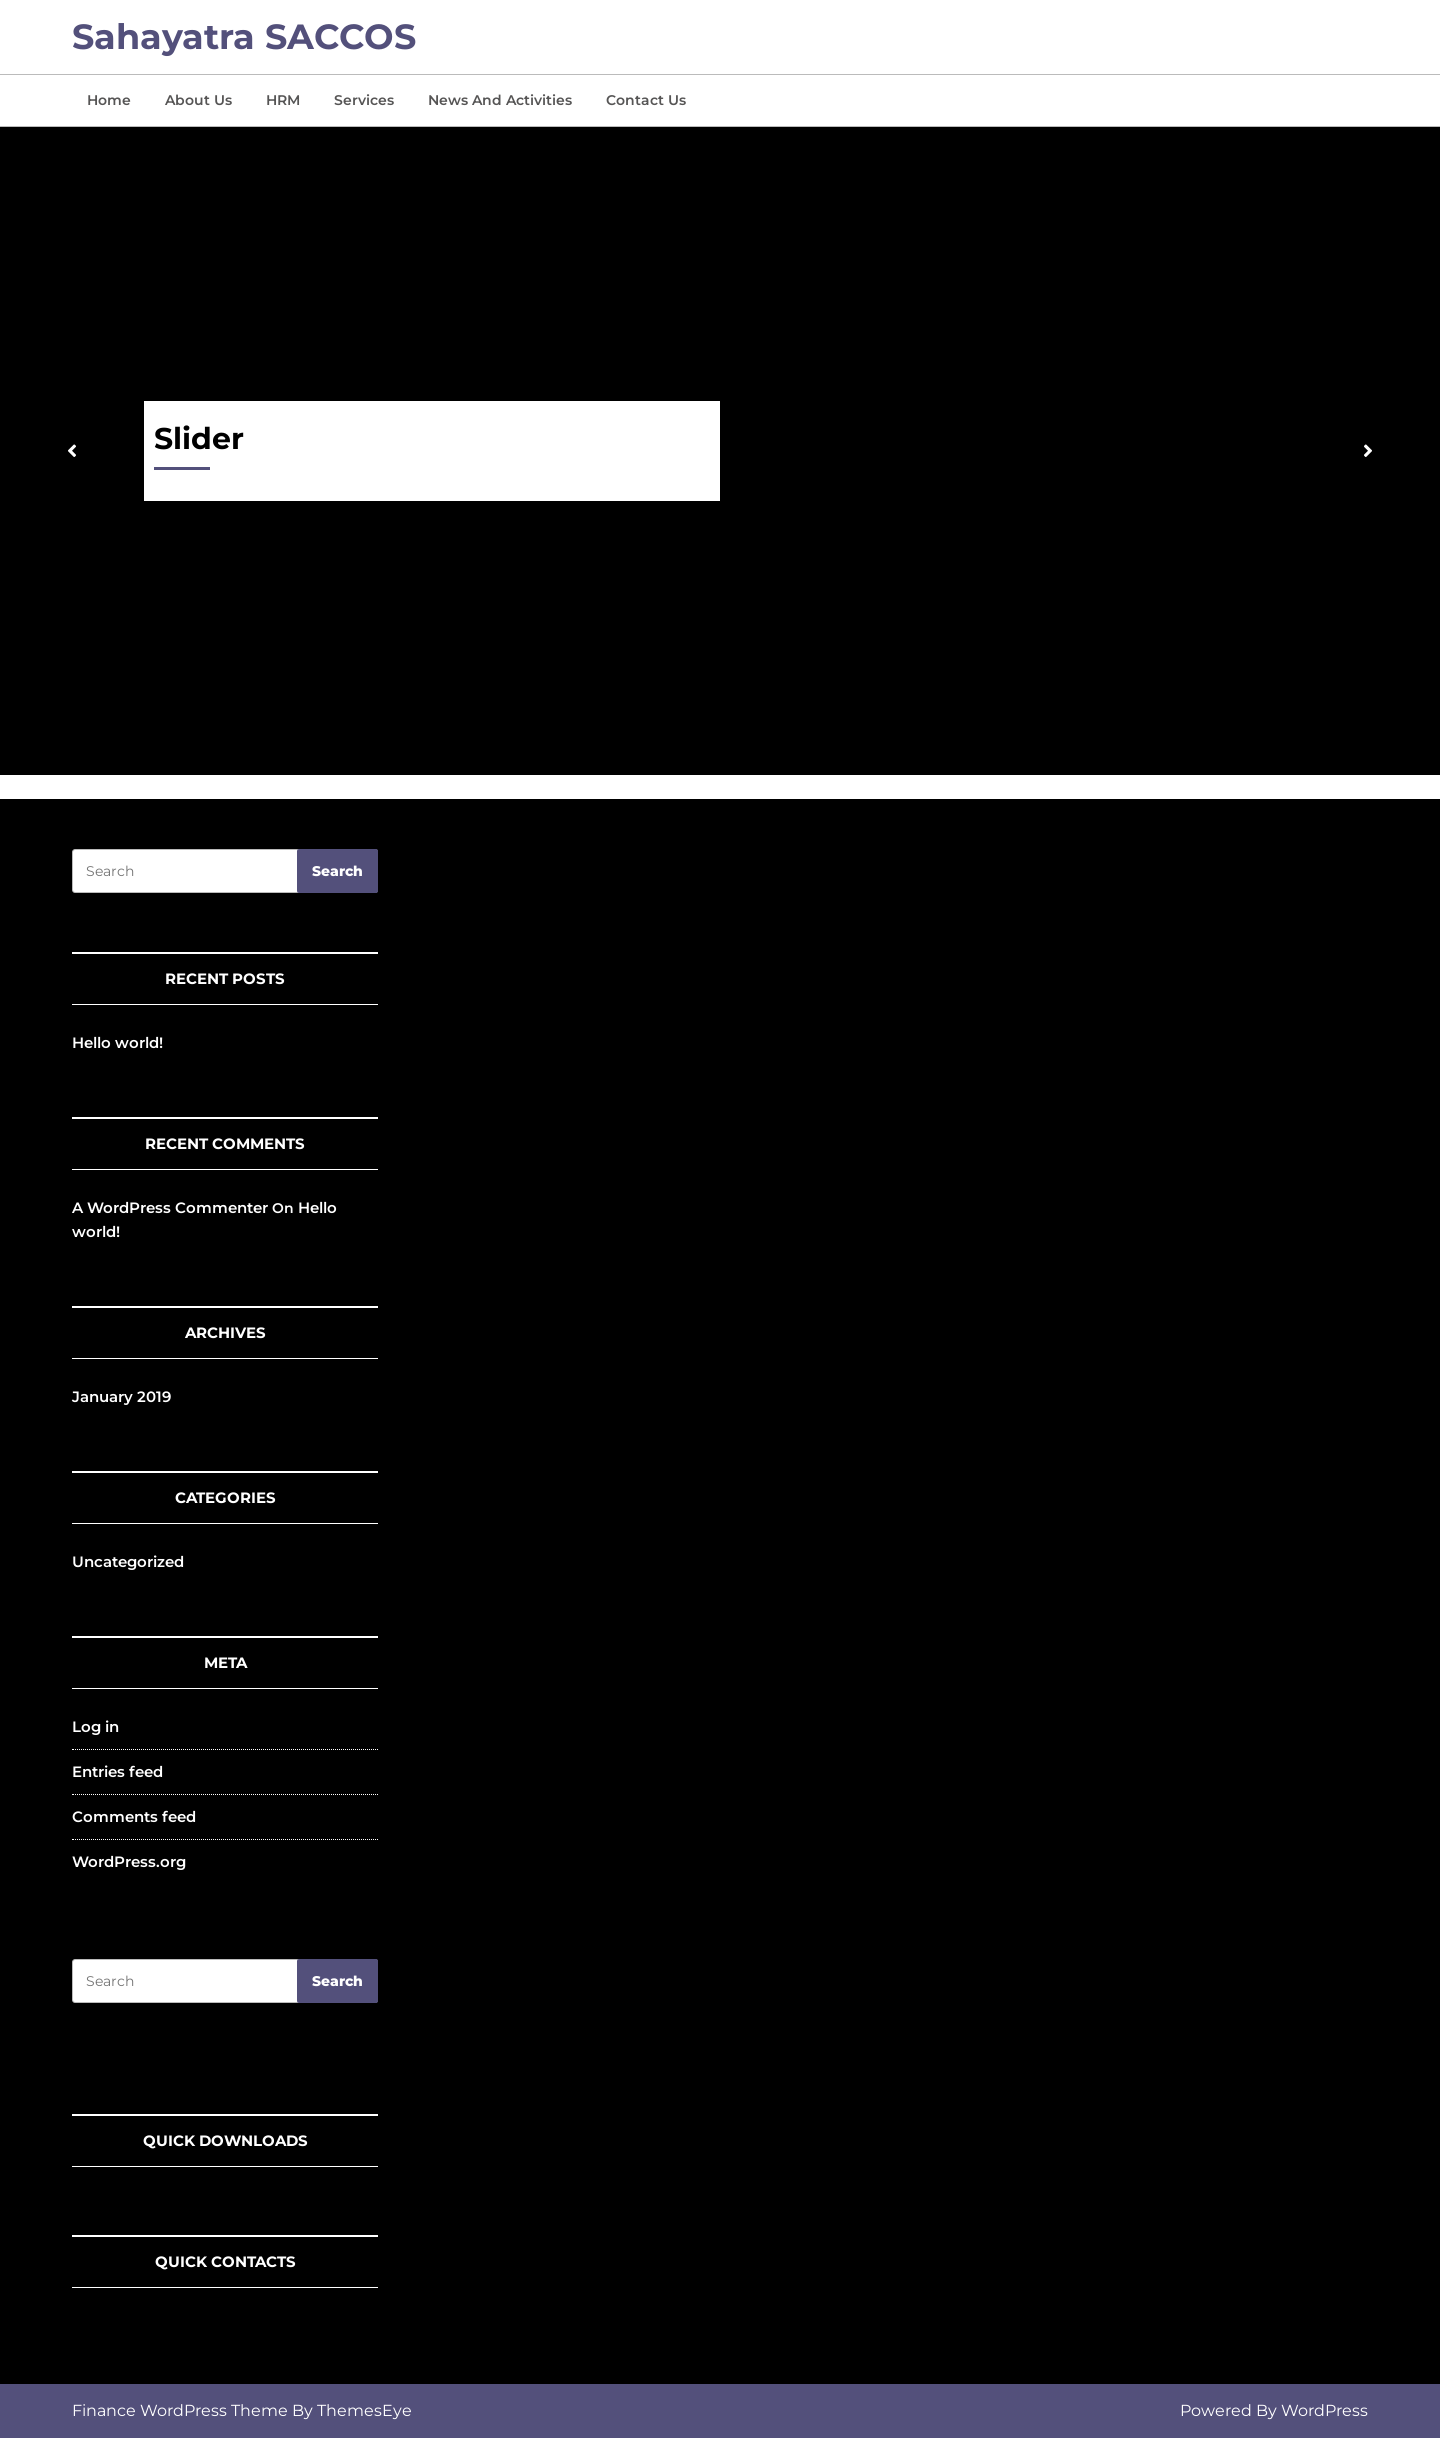 Sahayatra SACCOS
Home About Us HRM Services News And Activities Contact Us
Slider
Search Search
RECENT POSTS
Hello world!
RECENT COMMENTS
A WordPress Commenter On Hello
world!
ARCHIVES
January 2019
CATEGORIES
Uncategorized
META
Log in
Entries feed
Comments feed
WordPress.org
Search Search
QUICK DOWNLOADS
QUICK CONTACTS
Finance WordPress Theme By ThemesEye Powered By WordPress